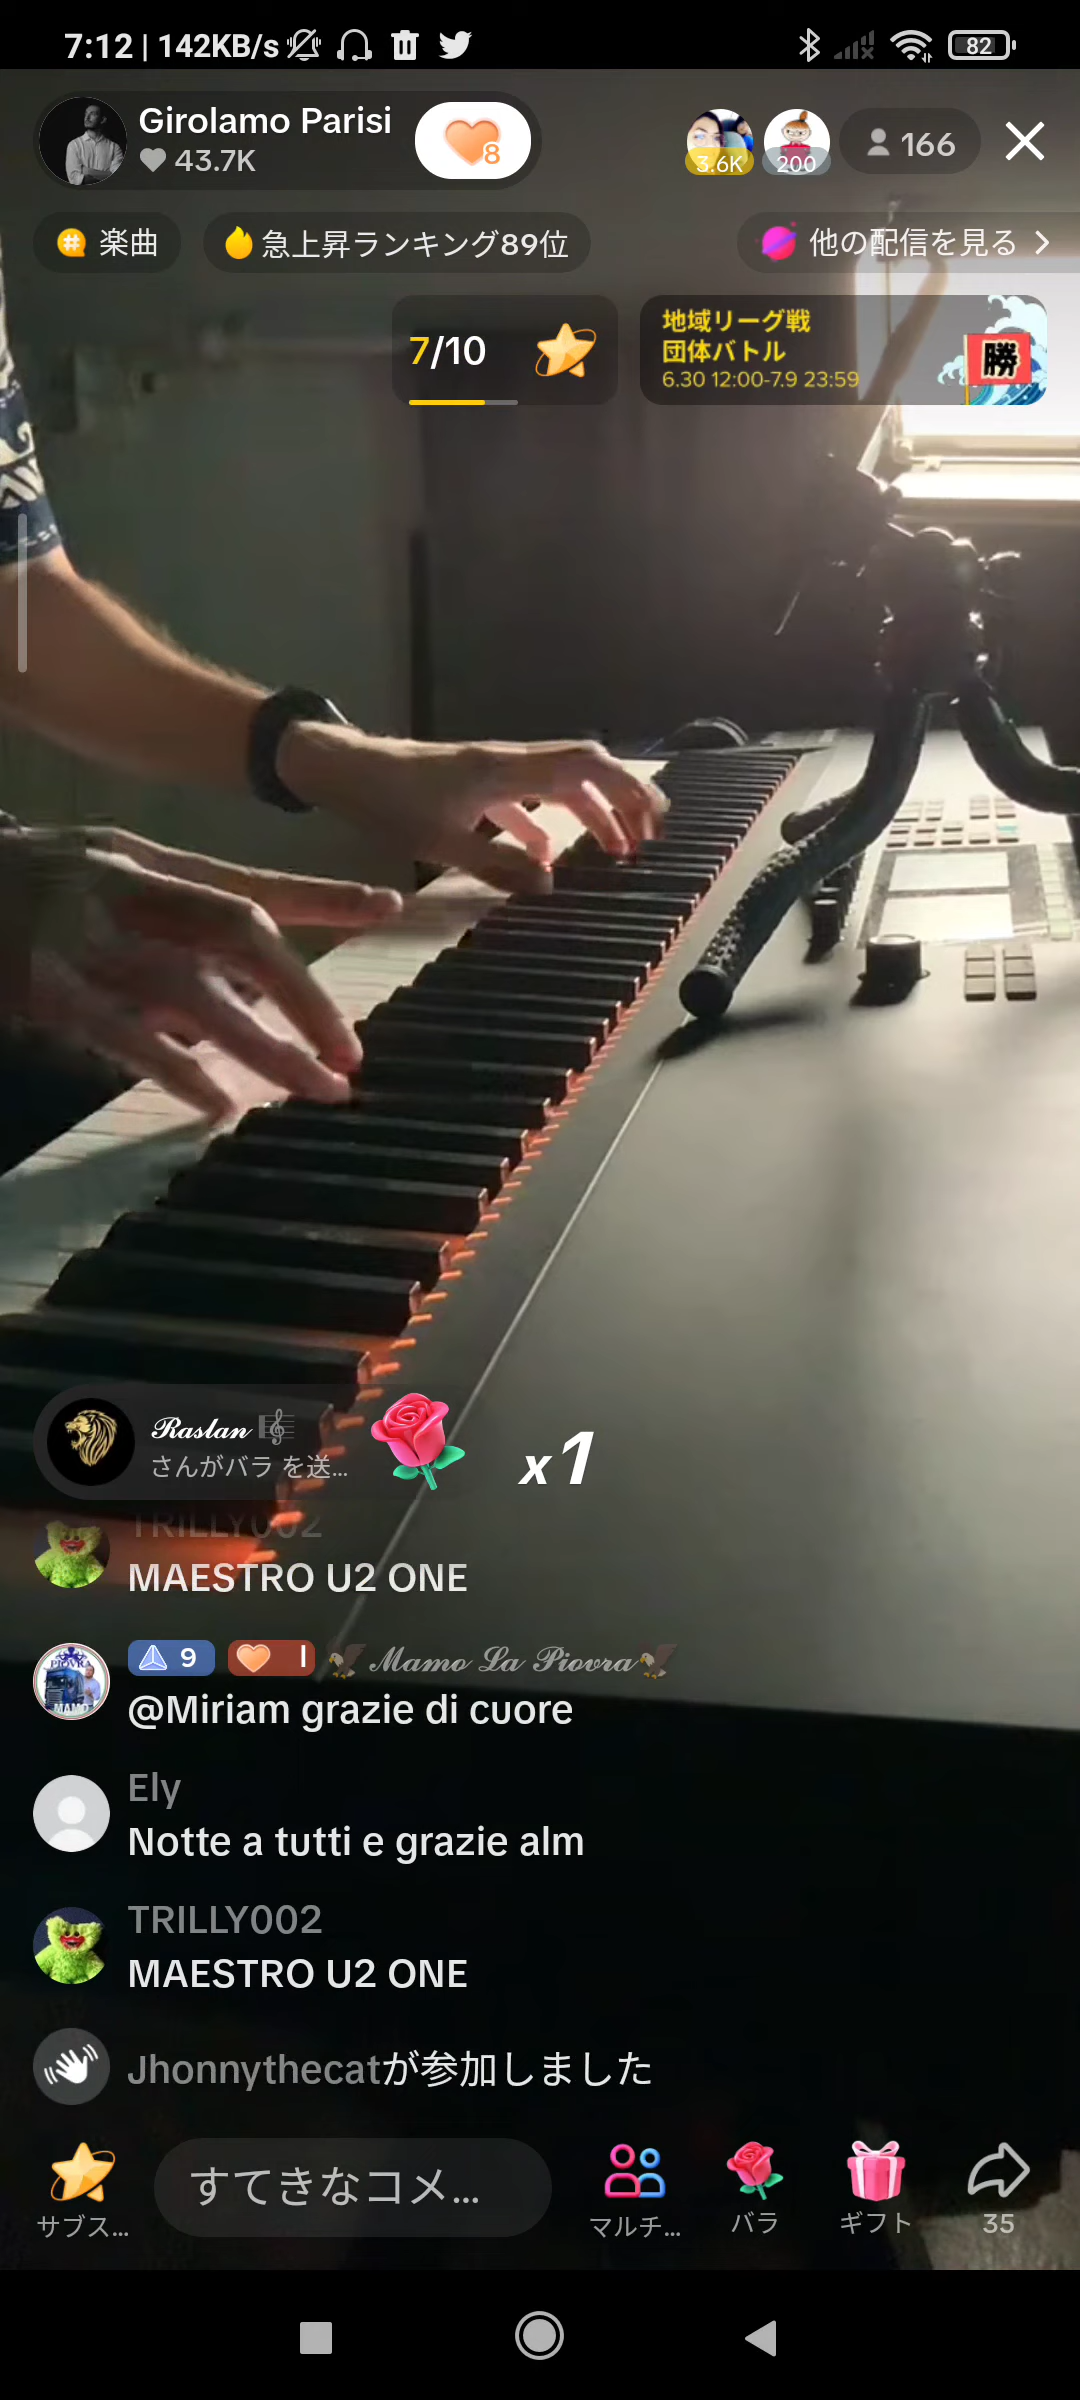 7:12 | 142KB/s
82
Girolamo Parisi
43.7K
8
3.6K
200
166
楽曲
急上昇ランキング89位
他の配信を見る
7/10
地域リーグ戦
団体バトル
6.30 12:00-7.9 23:59
勝
Raslan
さんがバラ を送...
x1
TRILLY002
MAESTRO U2 ONE
PIOVRA
MAMO
9
I
Mamo La Piovra
@Miriam grazie di cuore
Ely
Notte a tutti e grazie alm
TRILLY002
MAESTRO U2 ONE
Jhonnythecatが参加しました
サブス...
すてきなコメ...
マルチ...
バラ
ギフト
35